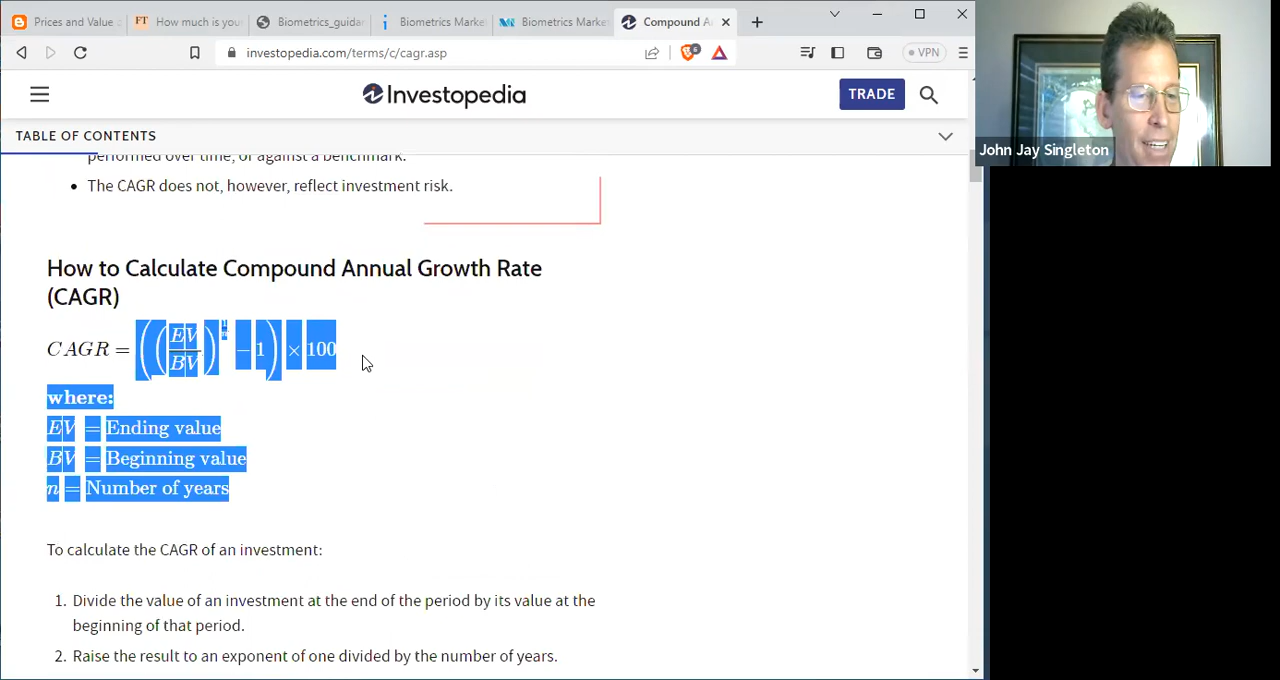 Prices and Value
FT How much is your
Biometrics_guida
Biometrics Marke
Biometrics Marke
Compound A
investopedia.com/terms/c/cagr.asp
6
VPN
Investopedia
TRADE
TABLE OF CONTENTS
performed over time, or against a benchmark.
• The CAGR does not, however, reflect investment risk.
How to Calculate Compound Annual Growth Rate
(CAGR)
CAGR = ((EV/BV)^(1/n) − 1) × 100
where:
EV = Ending value
BV = Beginning value
n = Number of years
To calculate the CAGR of an investment:
1. Divide the value of an investment at the end of the period by its value at the
beginning of that period.
2. Raise the result to an exponent of one divided by the number of years.
John Jay Singleton